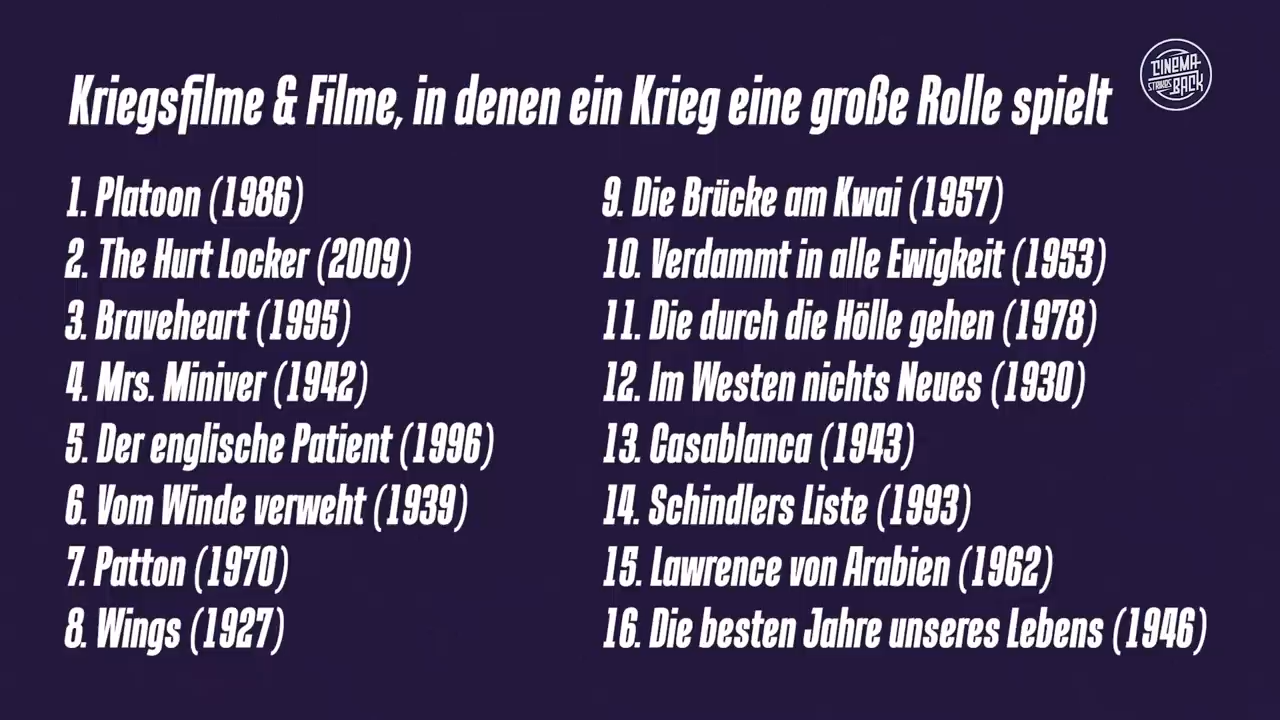 Kriegsfilme & Filme, in denen ein Krieg eine große Rolle spielt
CINEMA
STRIKES
BACK
1. Platoon (1986)
2. The Hurt Locker (2009)
3. Braveheart (1995)
4. Mrs. Miniver (1942)
5. Der englische Patient (1996)
6. Vom Winde verweht (1939)
7. Patton (1970)
8. Wings (1927)
9. Die Brücke am Kwai (1957)
10. Verdammt in alle Ewigkeit (1953)
11. Die durch die Hölle gehen (1978)
12. Im Westen nichts Neues (1930)
13. Casablanca (1943)
14. Schindlers Liste (1993)
15. Lawrence von Arabien (1962)
16. Die besten Jahre unseres Lebens (1946)